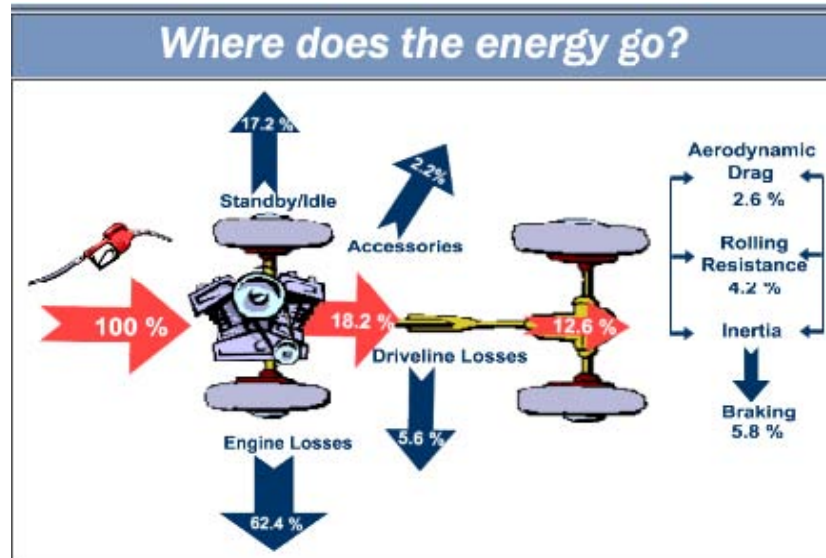 Where does the energy go?
17.2 %
2.2%
Standby/Idle
Accessories
100 %
18.2 %
12.6 %
Driveline Losses
5.6 %
Engine Losses
62.4 %
Aerodynamic
Drag
2.6 %
Rolling
Resistance
4.2 %
Inertia
Braking
5.8 %